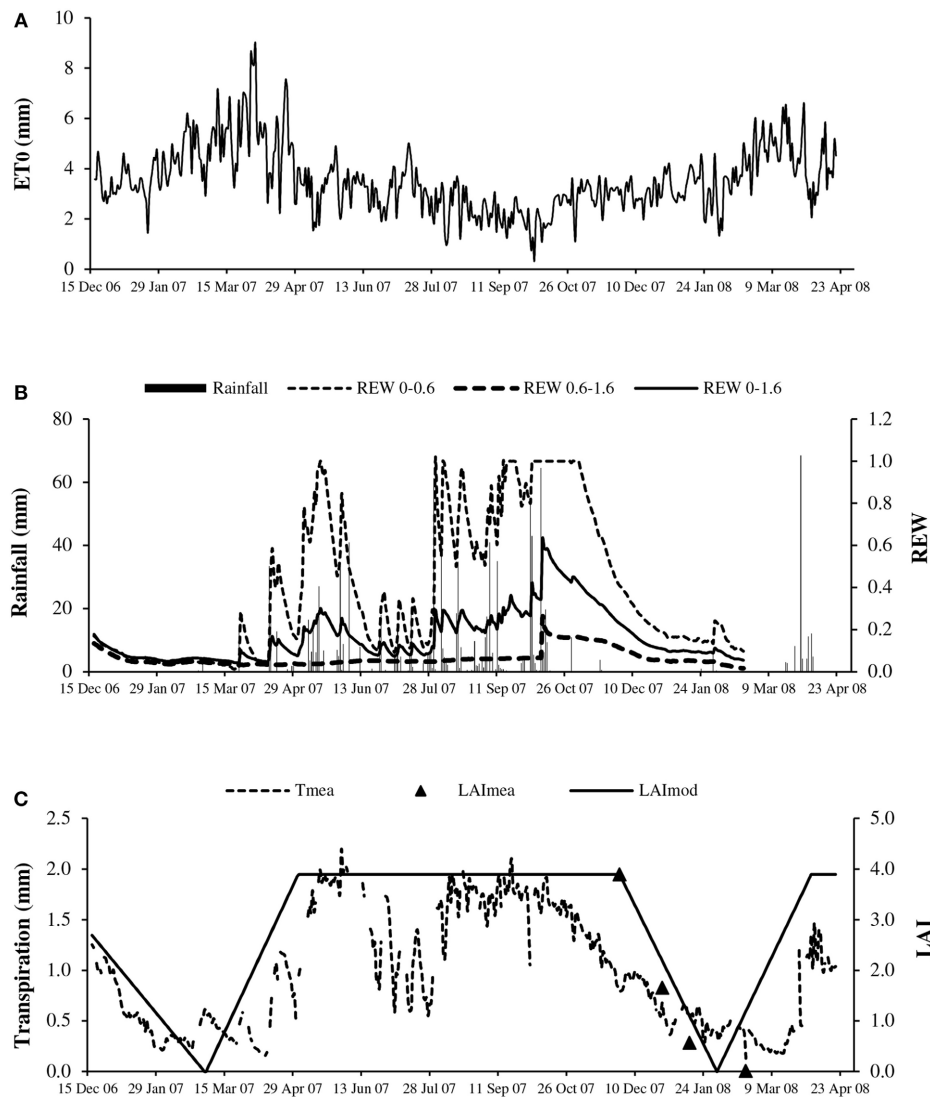 A
ET0 (mm)
10
8
6
4
2
0
15 Dec 06 29 Jan 07 15 Mar 07 29 Apr 07 13 Jun 07 28 Jul 07 11 Sep 07 26 Oct 07 10 Dec 07 24 Jan 08 9 Mar 08 23 Apr 08
B
Rainfall REW 0-0.6 REW 0.6-1.6 REW 0-1.6
Rainfall (mm)
80
60
40
20
0
REW
1.2
1.0
0.8
0.6
0.4
0.2
0.0
15 Dec 06 29 Jan 07 15 Mar 07 29 Apr 07 13 Jun 07 28 Jul 07 11 Sep 07 26 Oct 07 10 Dec 07 24 Jan 08 9 Mar 08 23 Apr 08
C
Tmea LAImea LAImod
Transpiration (mm)
2.5
2.0
1.5
1.0
0.5
0.0
LAI
5.0
4.0
3.0
2.0
1.0
0.0
15 Dec 06 29 Jan 07 15 Mar 07 29 Apr 07 13 Jun 07 28 Jul 07 11 Sep 07 26 Oct 07 10 Dec 07 24 Jan 08 9 Mar 08 23 Apr 08